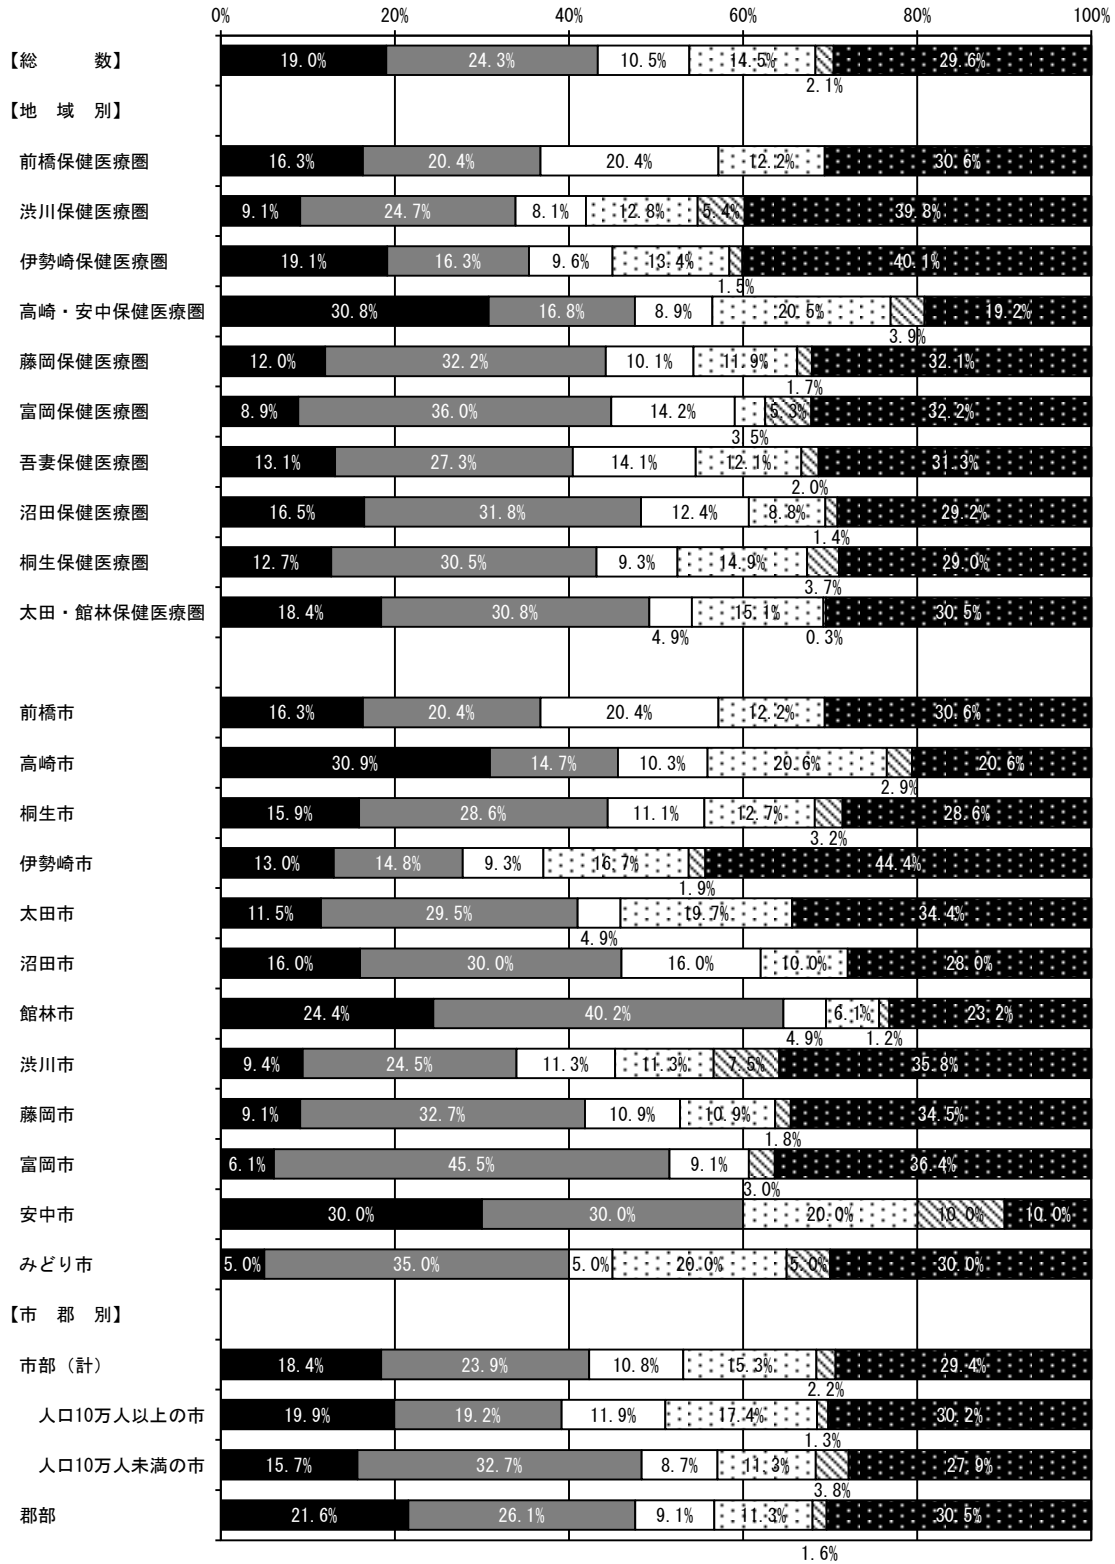 0% 20% 40% 60% 80% 100%
【総　　　数】 19.0% 24.3% 10.5% 14.5% 2.1% 29.6%
【地　域　別】
前橋保健医療圏 16.3% 20.4% 20.4% 12.2% 30.6%
渋川保健医療圏 9.1% 24.7% 8.1% 12.8% 5.4% 39.8%
伊勢崎保健医療圏 19.1% 16.3% 9.6% 13.4% 1.5% 40.1%
高崎・安中保健医療圏 30.8% 16.8% 8.9% 20.5% 3.9% 19.2%
藤岡保健医療圏 12.0% 32.2% 10.1% 11.9% 1.7% 32.1%
富岡保健医療圏 8.9% 36.0% 14.2% 3.5% 5.3% 32.2%
吾妻保健医療圏 13.1% 27.3% 14.1% 12.1% 2.0% 31.3%
沼田保健医療圏 16.5% 31.8% 12.4% 8.8% 1.4% 29.2%
桐生保健医療圏 12.7% 30.5% 9.3% 14.9% 3.7% 29.0%
太田・館林保健医療圏 18.4% 30.8% 4.9% 15.1% 0.3% 30.5%
前橋市 16.3% 20.4% 20.4% 12.2% 30.6%
高崎市 30.9% 14.7% 10.3% 20.6% 2.9% 20.6%
桐生市 15.9% 28.6% 11.1% 12.7% 3.2% 28.6%
伊勢崎市 13.0% 14.8% 9.3% 16.7% 1.9% 44.4%
太田市 11.5% 29.5% 4.9% 19.7% 34.4%
沼田市 16.0% 30.0% 16.0% 10.0% 28.0%
館林市 24.4% 40.2% 4.9% 6.1% 1.2% 23.2%
渋川市 9.4% 24.5% 11.3% 11.3% 7.5% 35.8%
藤岡市 9.1% 32.7% 10.9% 10.9% 1.8% 34.5%
富岡市 6.1% 45.5% 9.1% 3.0% 36.4%
安中市 30.0% 30.0% 20.0% 10.0% 10.0%
みどり市 5.0% 35.0% 5.0% 20.0% 5.0% 30.0%
【市　郡　別】
市部（計） 18.4% 23.9% 10.8% 15.3% 2.2% 29.4%
人口10万人以上の市 19.9% 19.2% 11.9% 17.4% 1.3% 30.2%
人口10万人未満の市 15.7% 32.7% 8.7% 11.3% 3.8% 27.9%
郡部 21.6% 26.1% 9.1% 11.3% 1.6% 30.5%